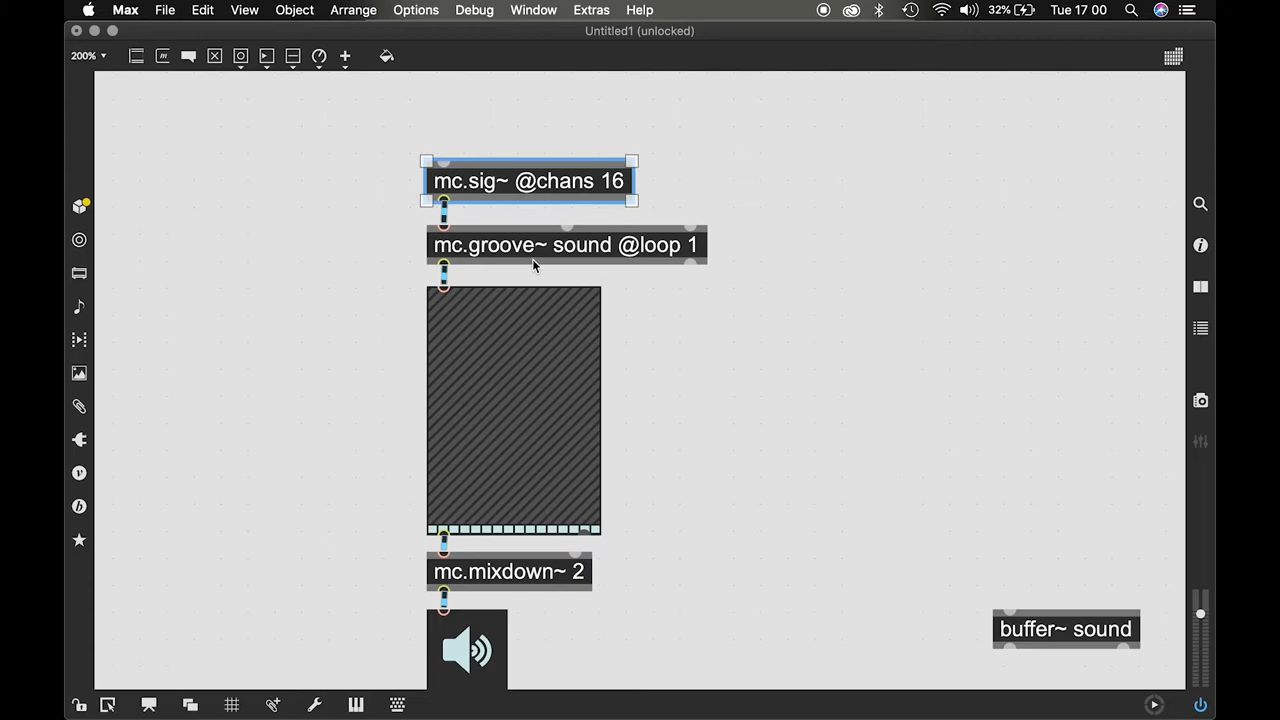 Max File Edit View Object Arrange Options Debug Window Extras Help 32% Tue 17 00
Untitled1 (unlocked)
200%
mc.sig~ @chans 16
mc.groove~ sound @loop 1
mc.mixdown~ 2
buffer~ sound